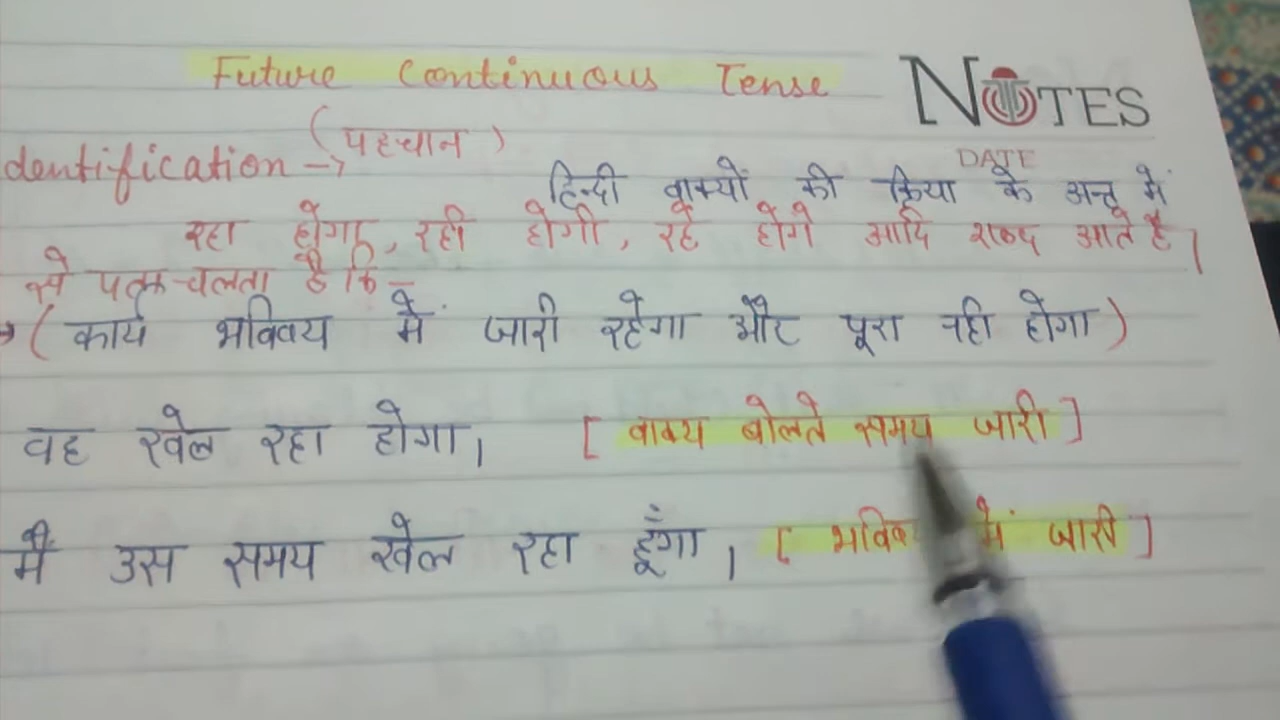 Future Continuous Tense
NOTES
(पहचान)
dentification →
DATE
हिन्दी वाक्यों की क्रिया के अन्त में
रहा होगा, रही होगी, रहे होंगे आदि शब्द आते है।
से पता चलता है कि –
→ (कार्य भविष्य में जारी रहेगा और पूरा नही होगा)
वह खेल रहा होगा। [वाक्य बोलते समय जारी]
मैं उस समय खेल रहा हूँगा। [ में जारी]